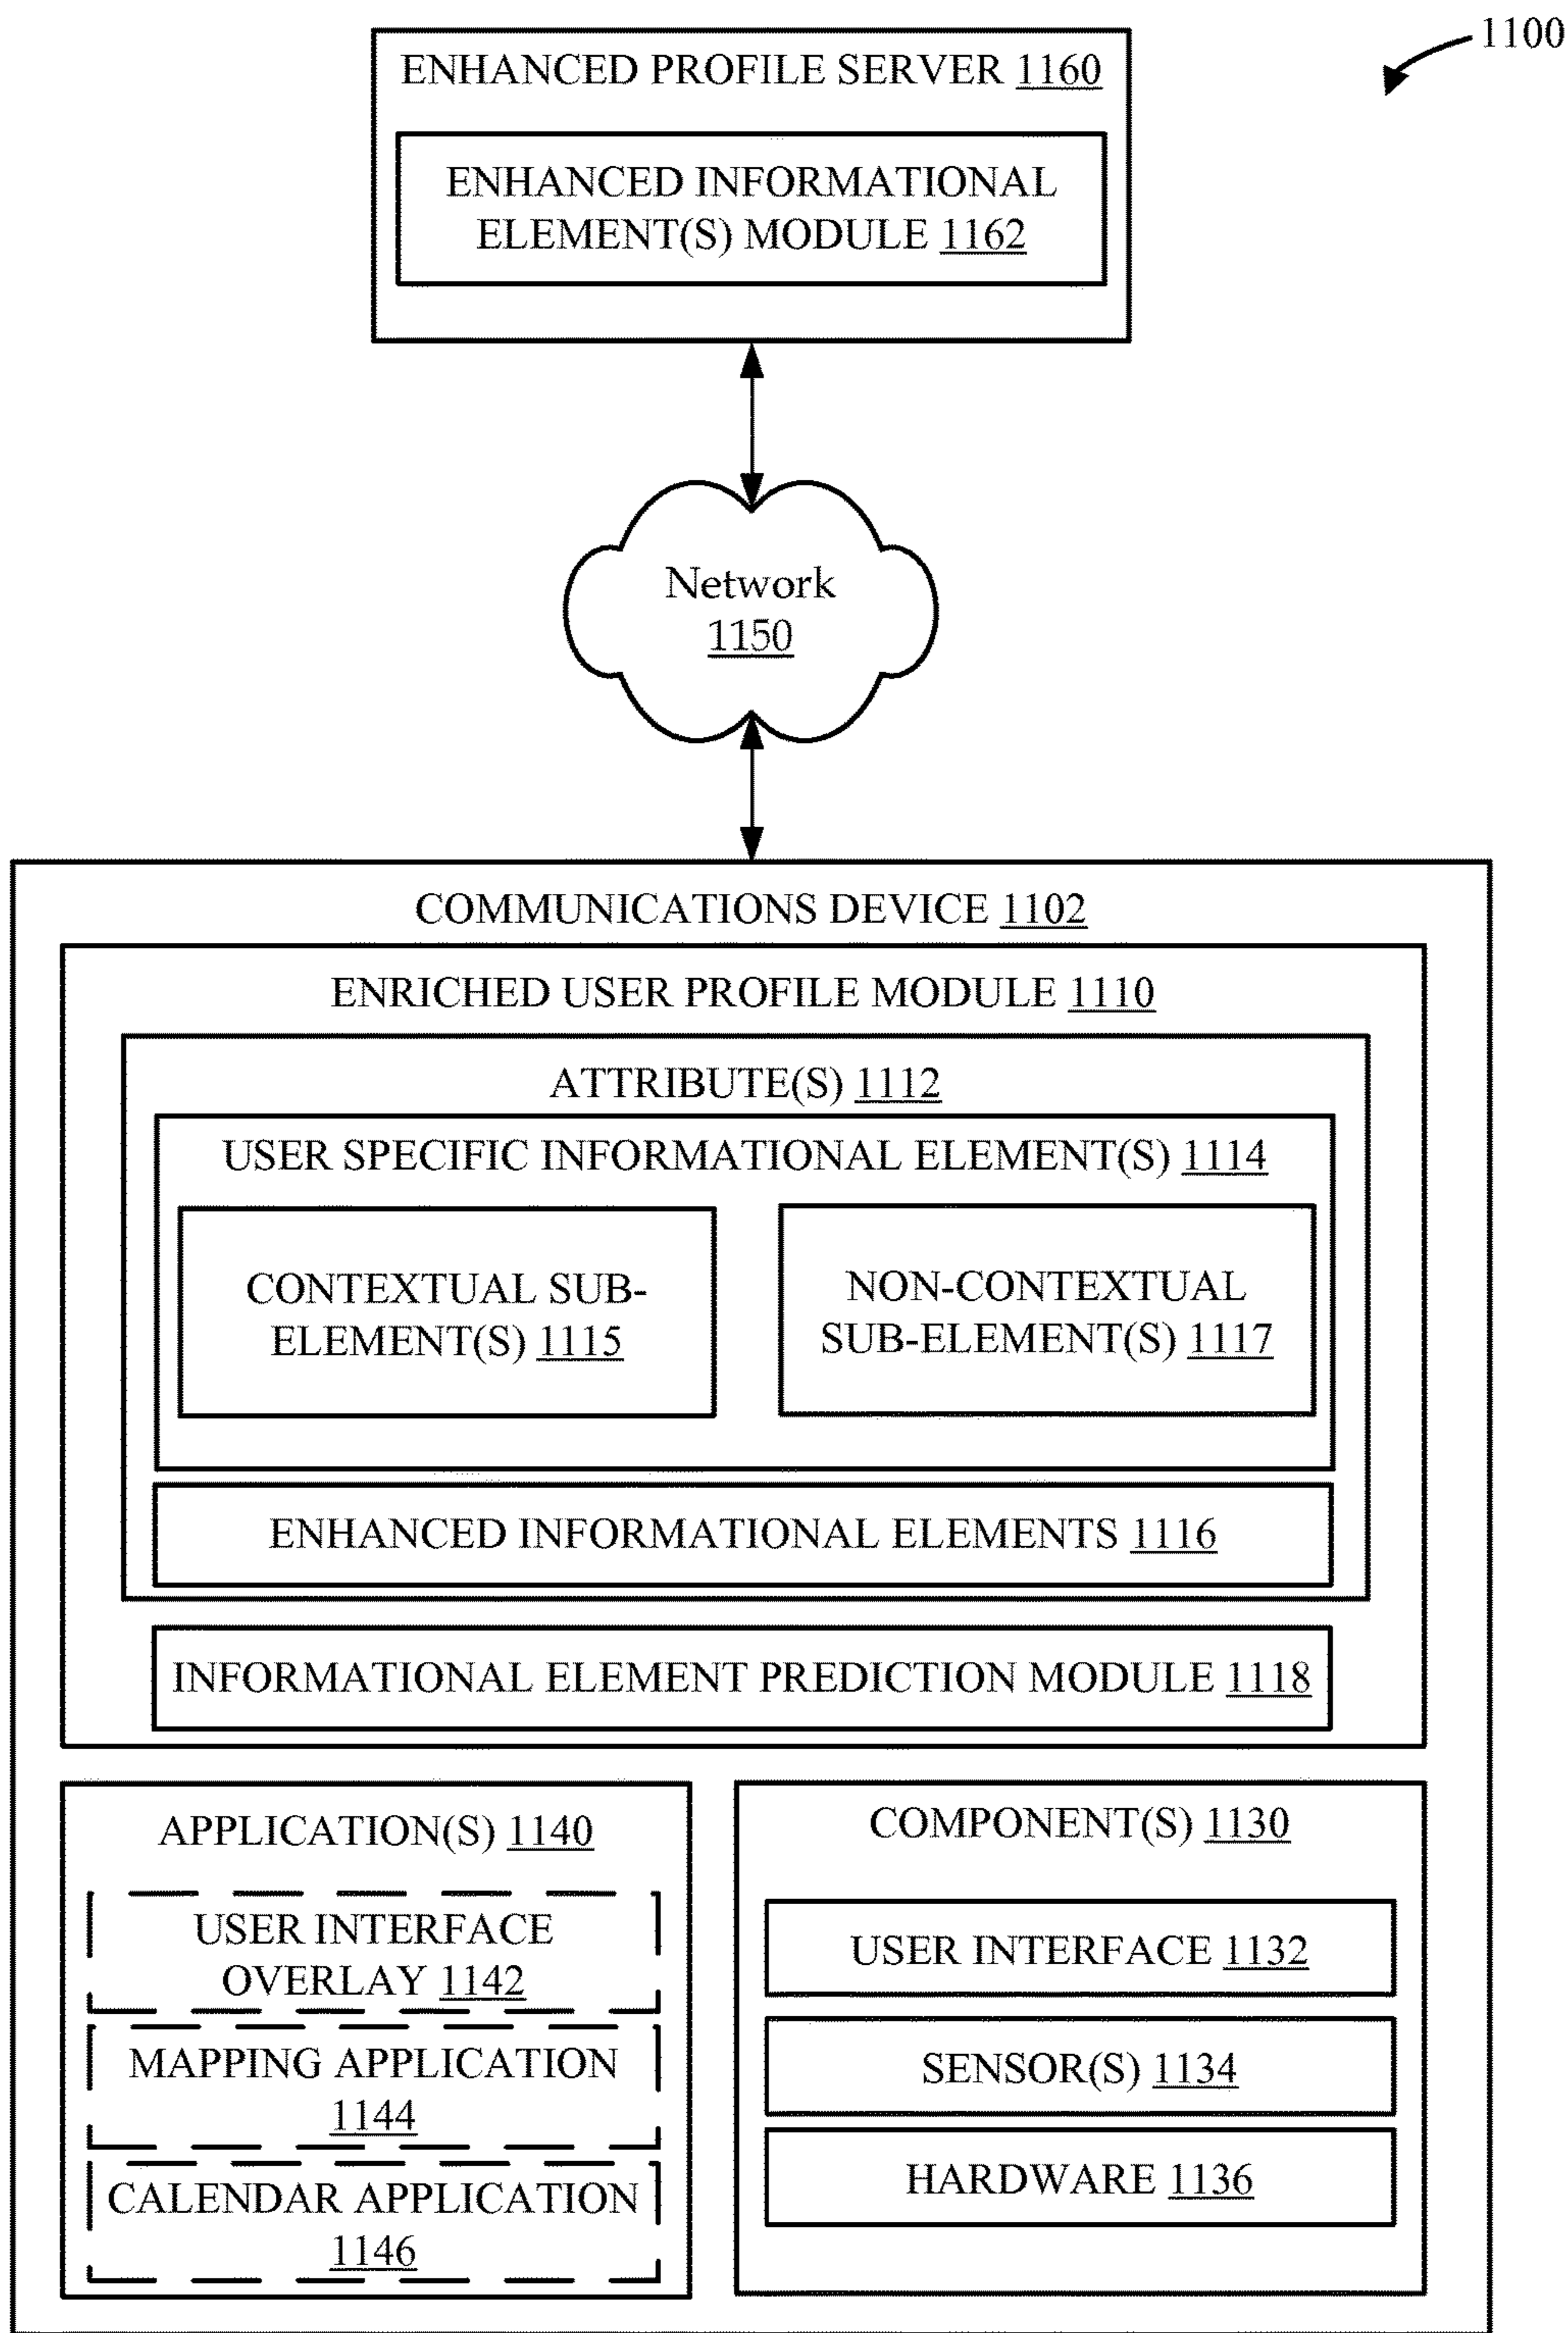 1100
ENHANCED PROFILE SERVER 1160
ENHANCED INFORMATIONAL
ELEMENT(S) MODULE 1162
Network
1150
COMMUNICATIONS DEVICE 1102
ENRICHED USER PROFILE MODULE 1110
ATTRIBUTE(S) 1112
USER SPECIFIC INFORMATIONAL ELEMENT(S) 1114
CONTEXTUAL SUB-
ELEMENT(S) 1115
NON-CONTEXTUAL
SUB-ELEMENT(S) 1117
ENHANCED INFORMATIONAL ELEMENTS 1116
INFORMATIONAL ELEMENT PREDICTION MODULE 1118
APPLICATION(S) 1140
USER INTERFACE
OVERLAY 1142
MAPPING APPLICATION
1144
CALENDAR APPLICATION
1146
COMPONENT(S) 1130
USER INTERFACE 1132
SENSOR(S) 1134
HARDWARE 1136